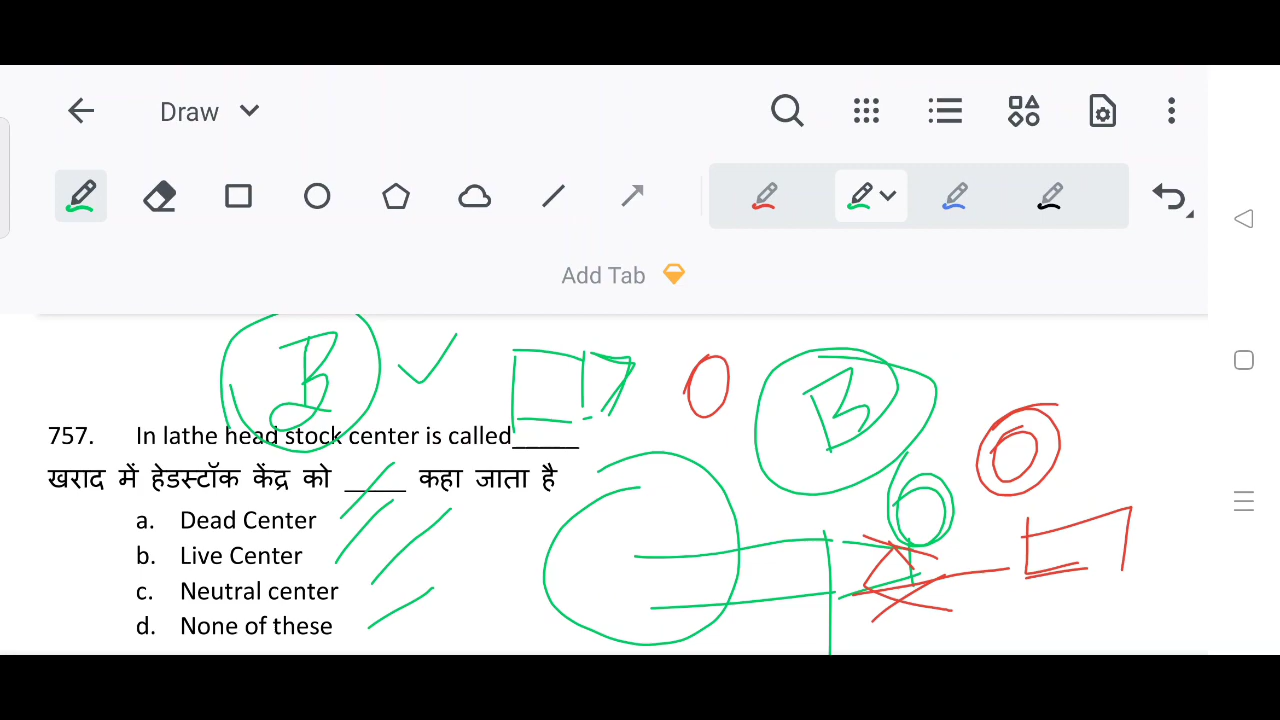 Draw
Add Tab
B
B
757. In lathe head stock center is called_____
खराद में हेडस्टॉक केंद्र को ____ कहा जाता है
a. Dead Center
b. Live Center
c. Neutral center
d. None of these